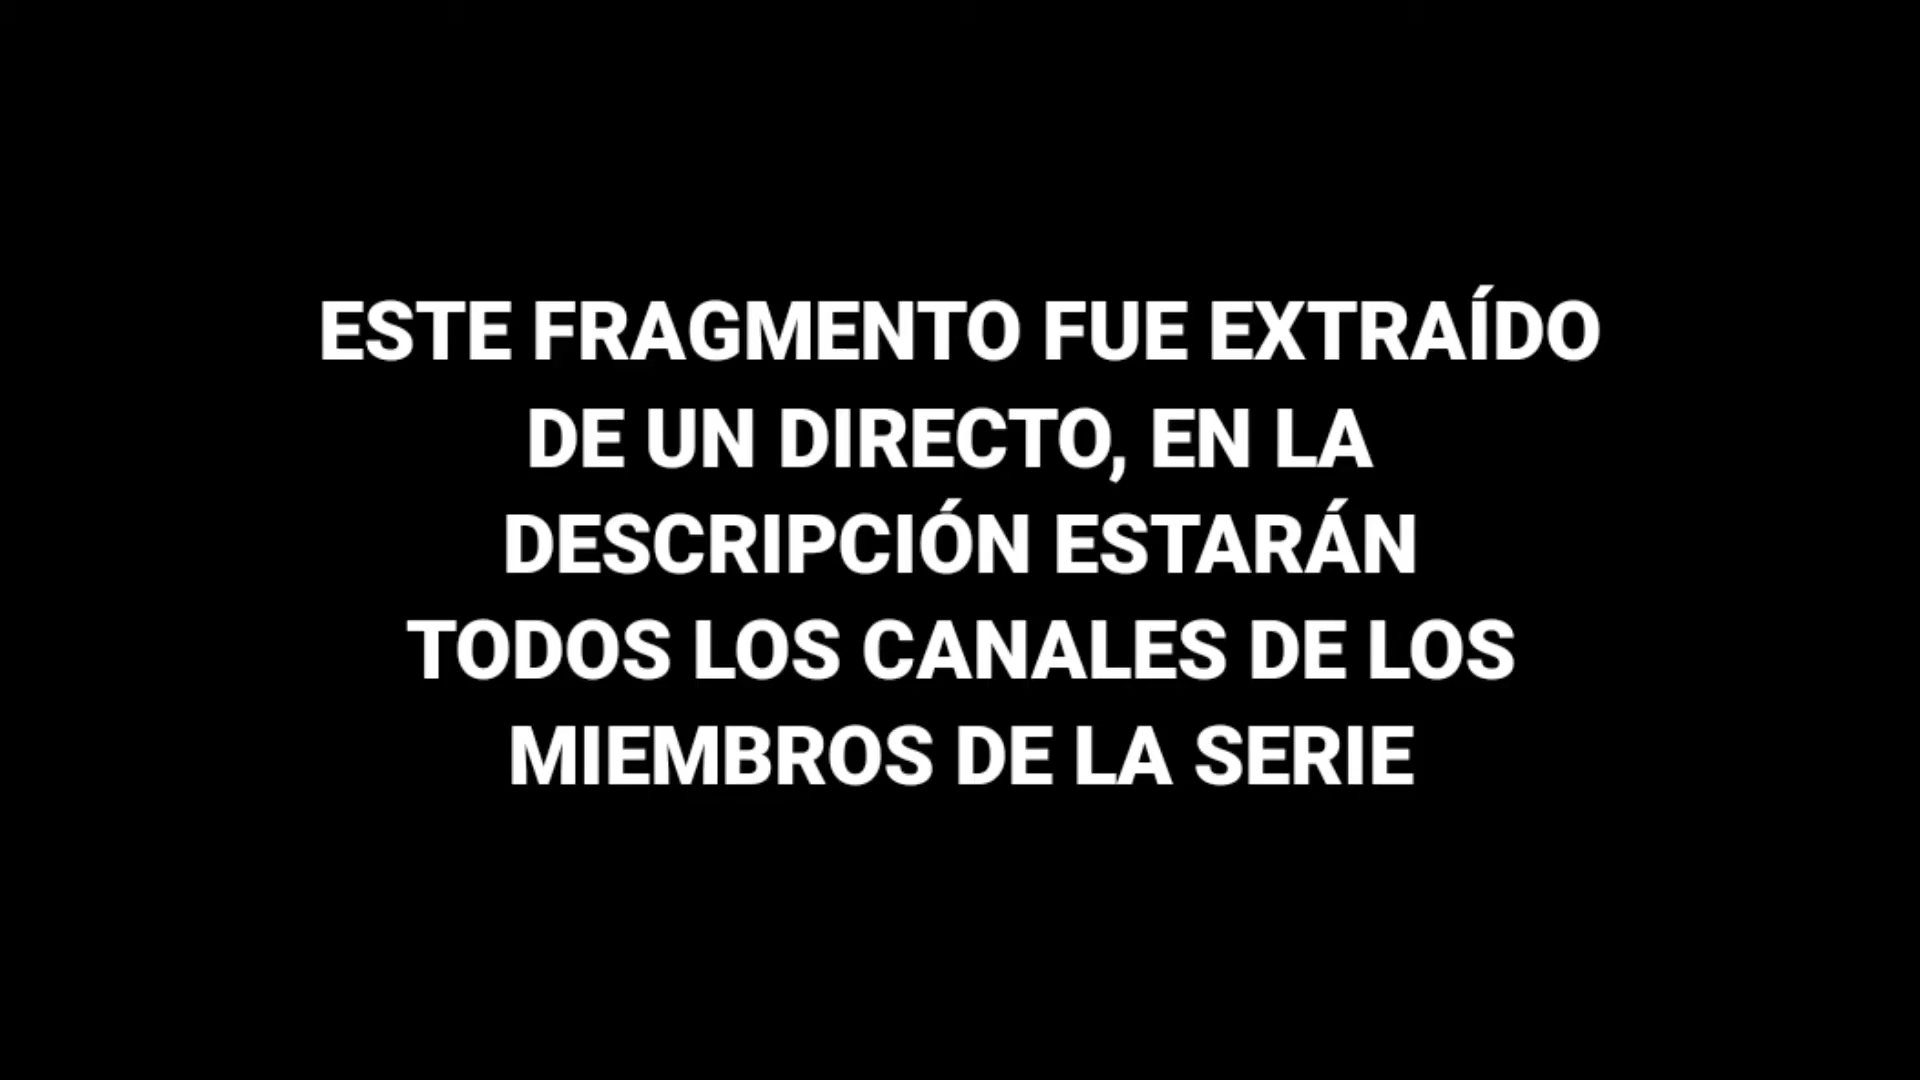 ESTE FRAGMENTO FUE EXTRAÍDO
DE UN DIRECTO, EN LA
DESCRIPCIÓN ESTARÁN
TODOS LOS CANALES DE LOS
MIEMBROS DE LA SERIE